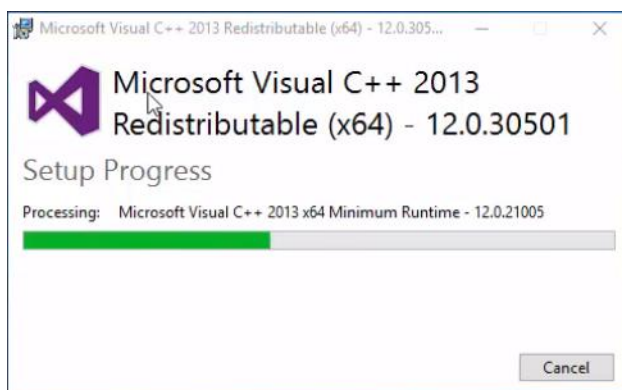 Microsoft Visual C++ 2013 Redistributable (x64) - 12.0.305...
Microsoft Visual C++ 2013
Redistributable (x64) - 12.0.30501
Setup Progress
Processing: Microsoft Visual C++ 2013 x64 Minimum Runtime - 12.0.21005
Cancel